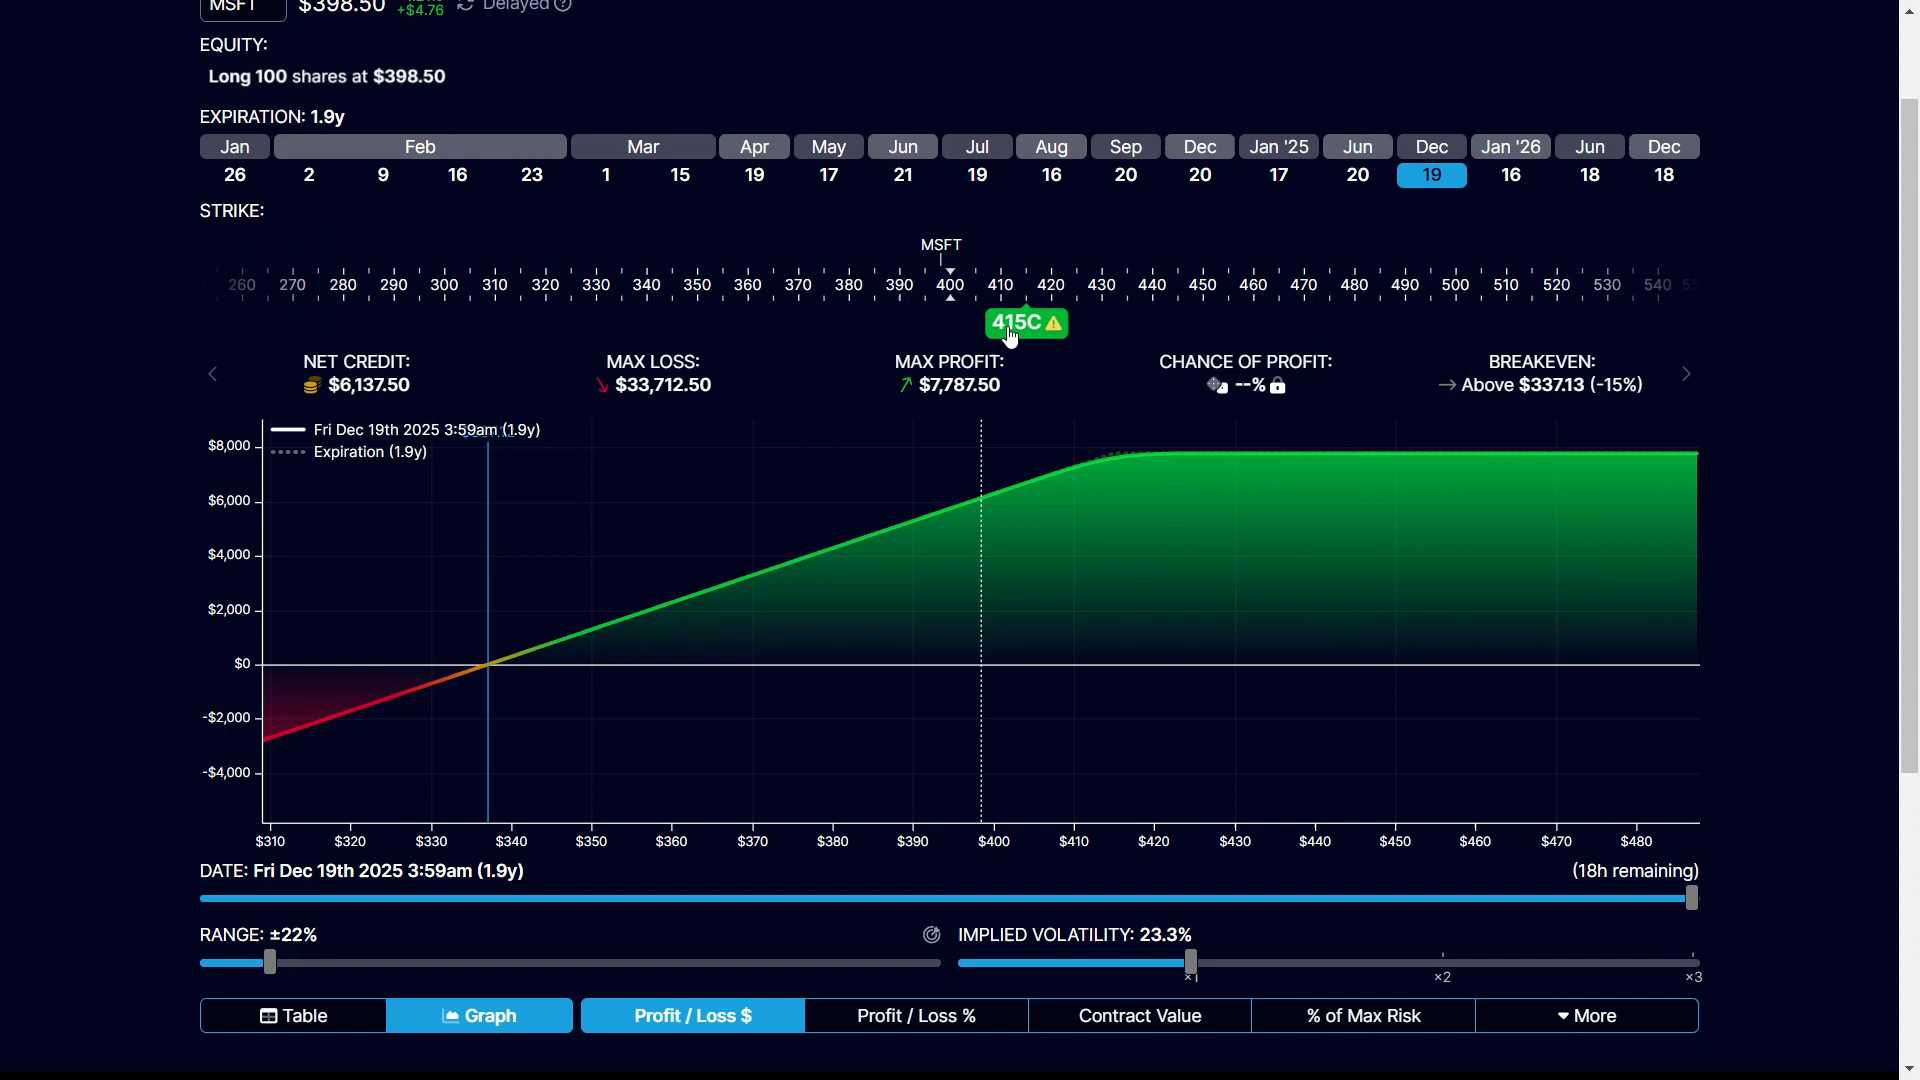 MSFT $398.50 +$4.76 Delayed
EQUITY:
Long 100 shares at $398.50
EXPIRATION: 1.9y
Jan Feb Mar Apr May Jun Jul Aug Sep Dec Jan '25 Jun Dec Jan '26 Jun Dec
26 2 9 16 23 1 15 19 17 21 19 16 20 20 17 20 19 16 18 18
STRIKE:
MSFT
260 270 280 290 300 310 320 330 340 350 360 370 380 390 400 410 420 430 440 450 460 470 480 490 500 510 520 530 540
415C
NET CREDIT: MAX LOSS: MAX PROFIT: CHANCE OF PROFIT: BREAKEVEN:
$6,137.50 $33,712.50 $7,787.50 --% Above $337.13 (-15%)
Fri Dec 19th 2025 3:59am (1.9y)
Expiration (1.9y)
$8,000
$6,000
$4,000
$2,000
$0
-$2,000
-$4,000
$310 $320 $330 $340 $350 $360 $370 $380 $390 $400 $410 $420 $430 $440 $450 $460 $470 $480
DATE: Fri Dec 19th 2025 3:59am (1.9y) (18h remaining)
RANGE: ±22% IMPLIED VOLATILITY: 23.3%
×1 ×2 ×3
Table Graph Profit / Loss $ Profit / Loss % Contract Value % of Max Risk More